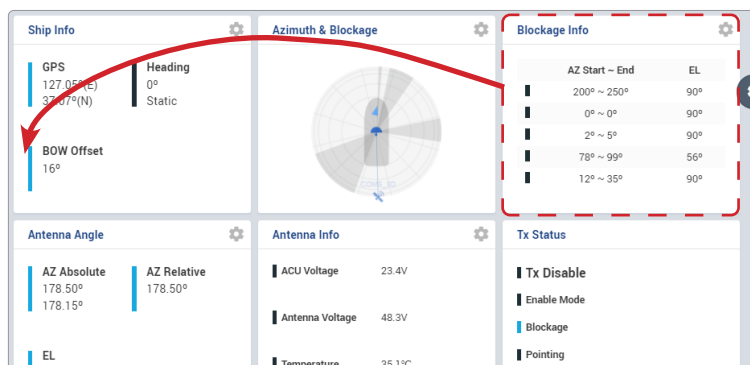 Ship Info
GPS
127.05º(E)
37.07º(N)
Heading
0º
Static
BOW Offset
16º
Azimuth & Blockage
Blockage Info
AZ Start ~ End EL
200º ~ 250º 90º
0º ~ 0º 90º
2º ~ 5º 90º
78º ~ 99º 56º
12º ~ 35º 90º
Antenna Angle
AZ Absolute
178.50º
178.15º
AZ Relative
178.50º
EL
Antenna Info
ACU Voltage 23.4V
Antenna Voltage 48.3V
Temperature 35.1°C
Tx Status
Tx Disable
Enable Mode
Blockage
Pointing